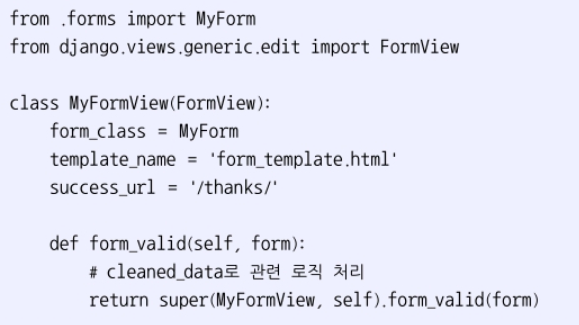 from .forms import MyForm
from django.views.generic.edit import FormView

class MyFormView(FormView):
    form_class = MyForm
    template_name = 'form_template.html'
    success_url = '/thanks/'

    def form_valid(self, form):
        # cleaned_data로 관련 로직 처리
        return super(MyFormView, self).form_valid(form)